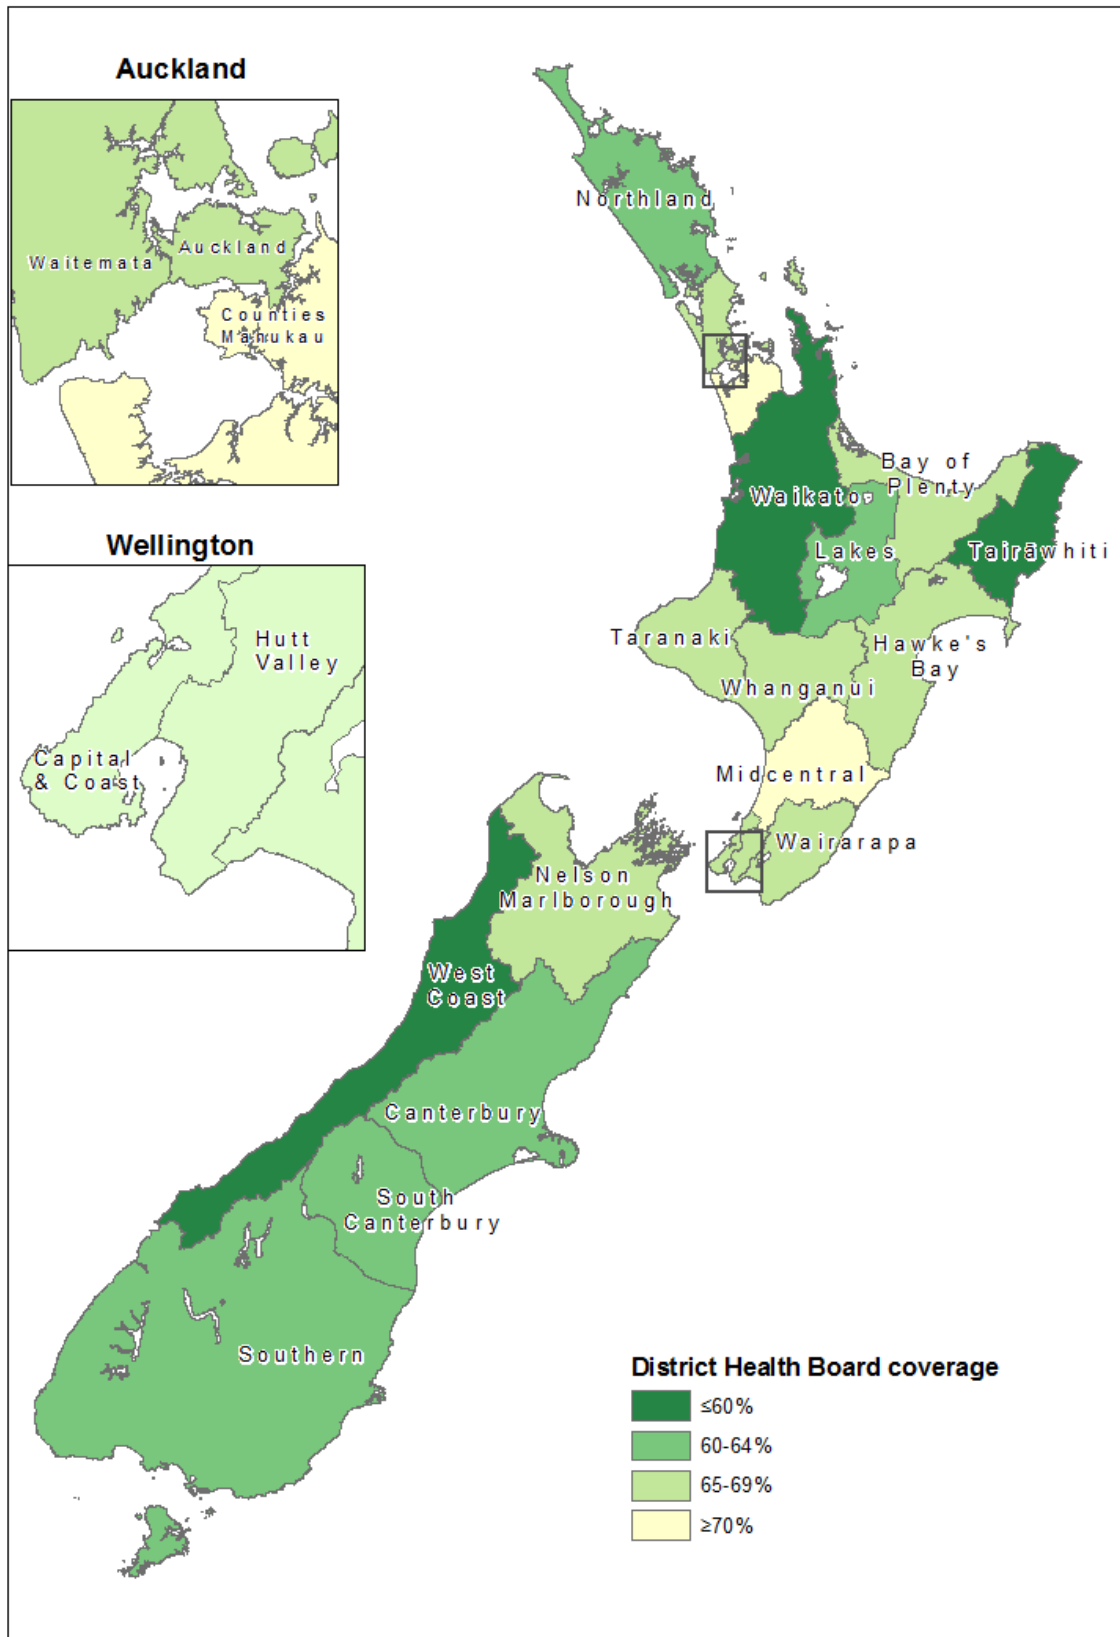 Auckland
Waitemata
Auckland
Counties
Manukau
Wellington
Hutt
Valley
Capital
& Coast
Northland
Bay of
Plenty
Waikato
Lakes
Tairāwhiti
Taranaki
Hawke's
Bay
Whanganui
Midcentral
Wairarapa
Nelson
Marlborough
West
Coast
Canterbury
South
Canterbury
Southern
District Health Board coverage
≤60%
60-64%
65-69%
≥70%